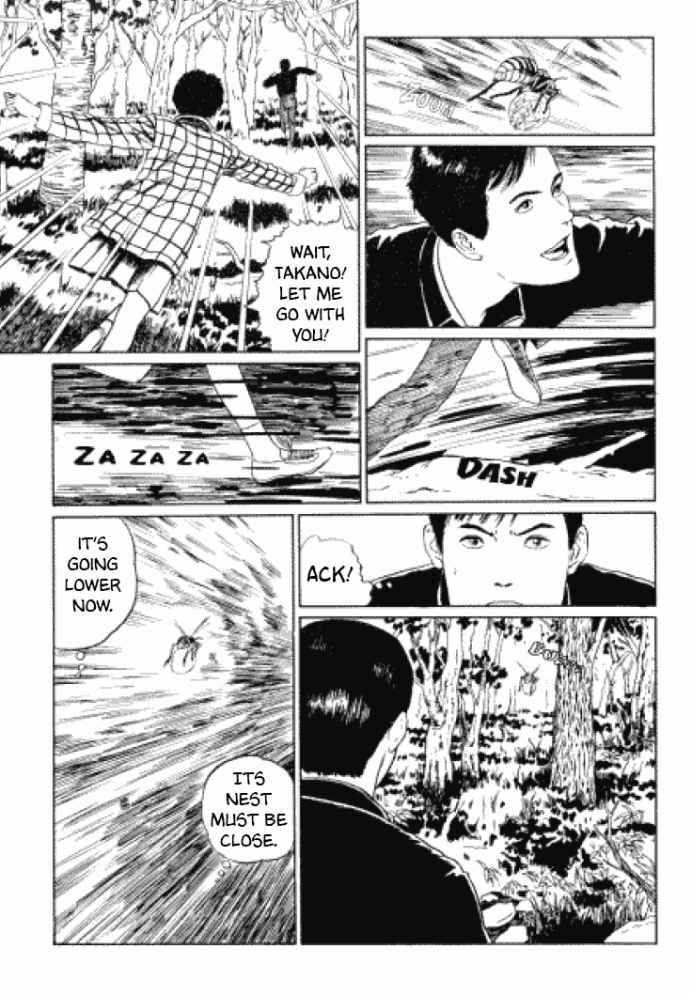 ZOOM
WAIT,
TAKANO!
LET ME
GO WITH
YOU!
DASH
ZA ZA ZA
ACK!
IT'S
GOING
LOWER
NOW.
ITS
NEST
MUST BE
CLOSE.